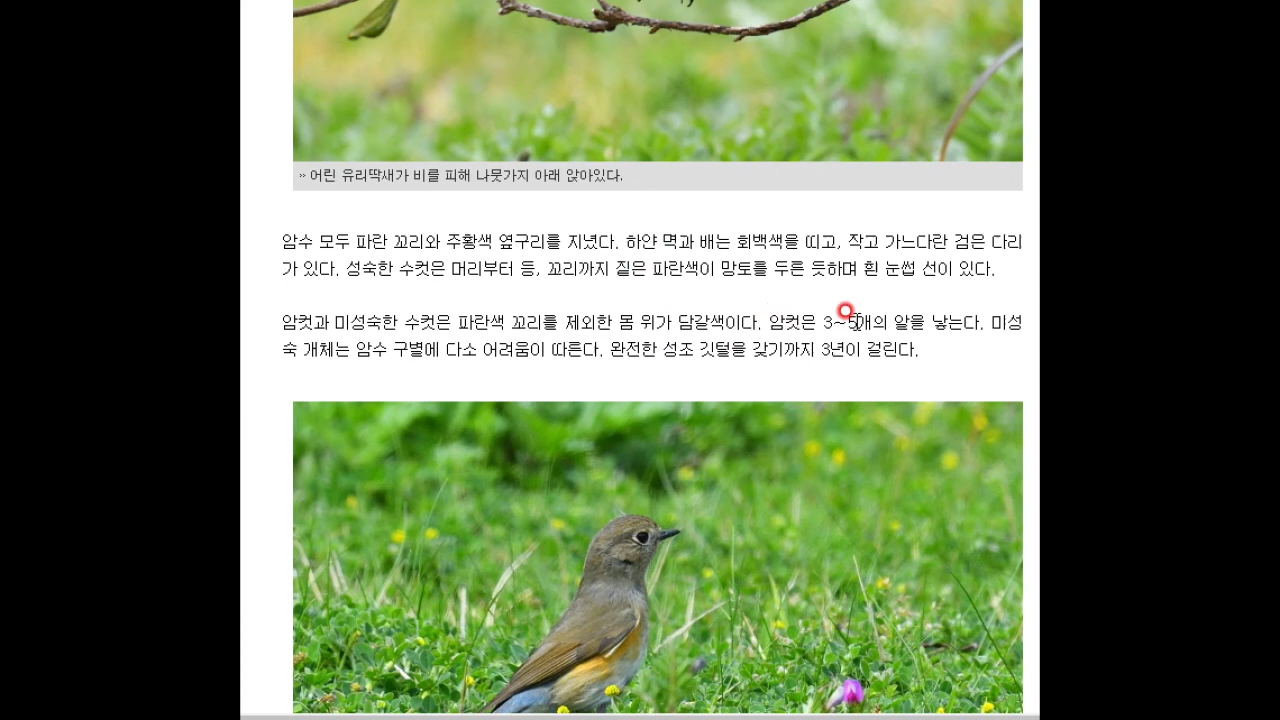 » 어린 유리딱새가 비를 피해 나뭇가지 아래 앉아있다.
암수 모두 파란 꼬리와 주황색 옆구리를 지녔다. 하얀 멱과 배는 회백색을 띠고, 작고 가느다란 검은 다리
가 있다. 성숙한 수컷은 머리부터 등, 꼬리까지 짙은 파란색이 망토를 두른 듯하며 흰 눈썹 선이 있다.
암컷과 미성숙한 수컷은 파란색 꼬리를 제외한 몸 위가 담갈색이다. 암컷은 3~5개의 알을 낳는다. 미성
숙 개체는 암수 구별에 다소 어려움이 따른다. 완전한 성조 깃털을 갖기까지 3년이 걸린다.